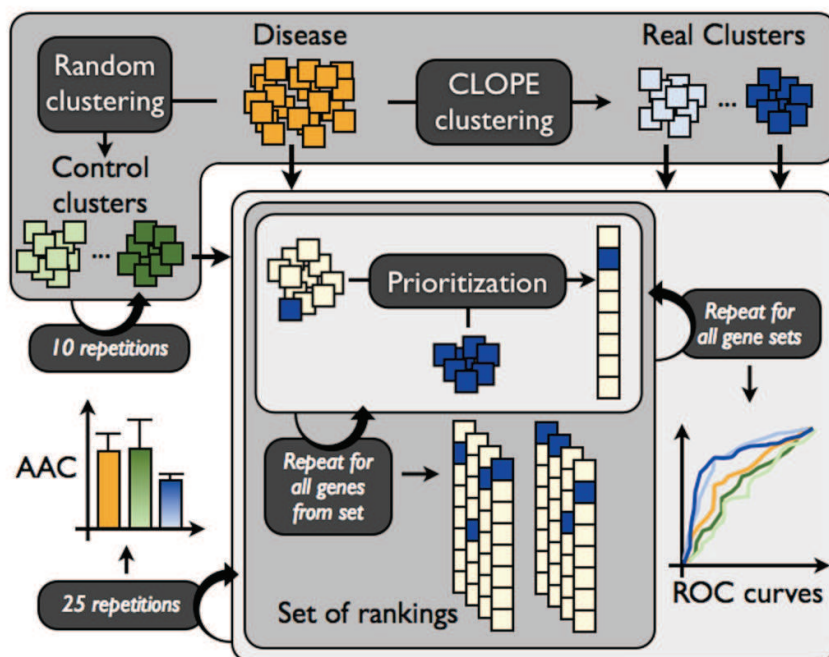 Disease
Real Clusters
Random
clustering
CLOPE
clustering
...
Control
clusters
...
Prioritization
10 repetitions
Repeat for
all gene sets
AAC
Repeat for
all genes
from set
25 repetitions
Set of rankings
ROC curves